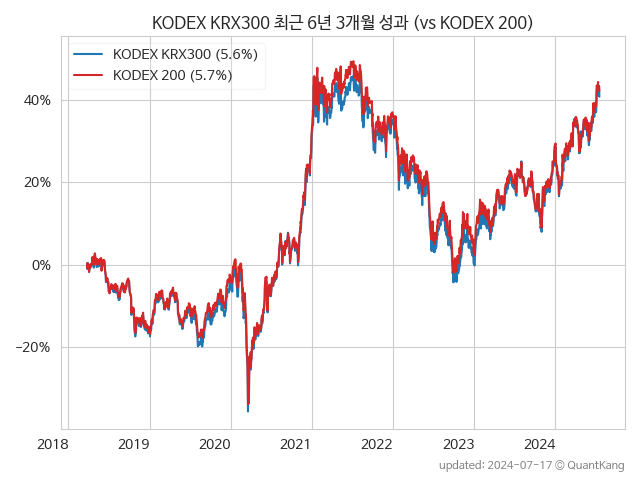 KODEX KRX300 최근 6년 3개월 성과 (vs KODEX 200)
KODEX KRX300 (5.6%)
KODEX 200 (5.7%)
40%
20%
0%
−20%
2018 2019 2020 2021 2022 2023 2024
updated: 2024-07-17 © QuantKang